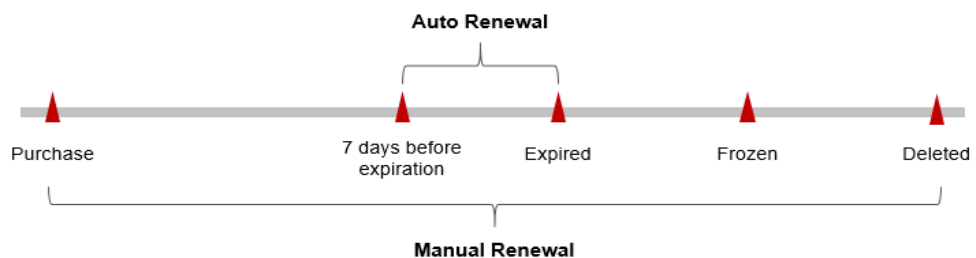 Auto Renewal
Purchase
7 days before
expiration
Expired
Frozen
Deleted
Manual Renewal